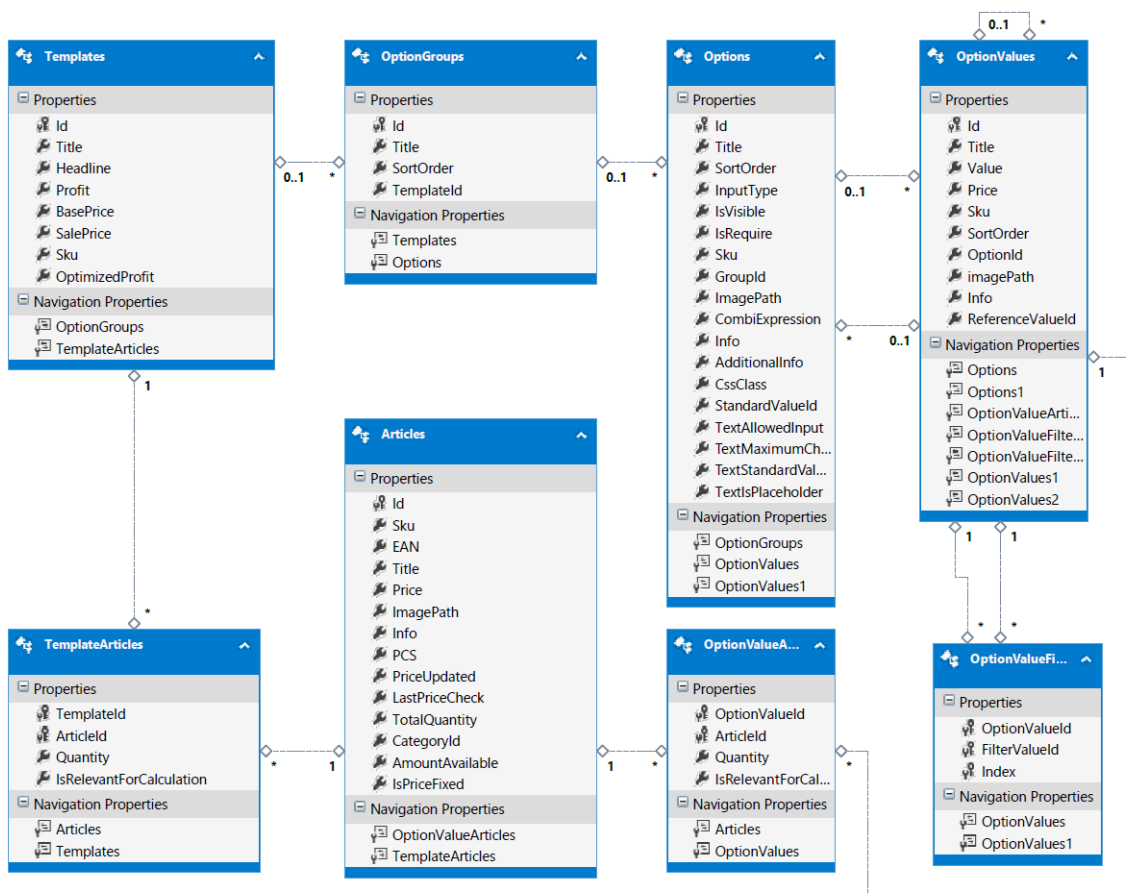 0..1
*
Templates
Properties
Id
Title
Headline
Profit
BasePrice
SalePrice
Sku
OptimizedProfit
Navigation Properties
OptionGroups
TemplateArticles
0..1
*
OptionGroups
Properties
Id
Title
SortOrder
TemplateId
Navigation Properties
Templates
Options
0..1
*
Options
Properties
Id
Title
SortOrder
InputType
IsVisible
IsRequire
Sku
GroupId
ImagePath
CombiExpression
Info
AdditionalInfo
CssClass
StandardValueId
TextAllowedInput
TextMaximumCh...
TextStandardVal...
TextIsPlaceholder
Navigation Properties
OptionGroups
OptionValues
OptionValues1
0..1
*
*
0..1
OptionValues
Properties
Id
Title
Value
Price
Sku
SortOrder
OptionId
imagePath
Info
ReferenceValueId
Navigation Properties
Options
Options1
OptionValueArti...
OptionValueFilte...
OptionValueFilte...
OptionValues1
OptionValues2
1
1
1
*
*
1
*
TemplateArticles
Properties
TemplateId
ArticleId
Quantity
IsRelevantForCalculation
Navigation Properties
Articles
Templates
*
1
Articles
Properties
Id
Sku
EAN
Title
Price
ImagePath
Info
PCS
PriceUpdated
LastPriceCheck
TotalQuantity
CategoryId
AmountAvailable
IsPriceFixed
Navigation Properties
OptionValueArticles
TemplateArticles
1
*
OptionValueA...
Properties
OptionValueId
ArticleId
Quantity
IsRelevantForCal...
Navigation Properties
Articles
OptionValues
*
OptionValueFi...
Properties
OptionValueId
FilterValueId
Index
Navigation Properties
OptionValues
OptionValues1